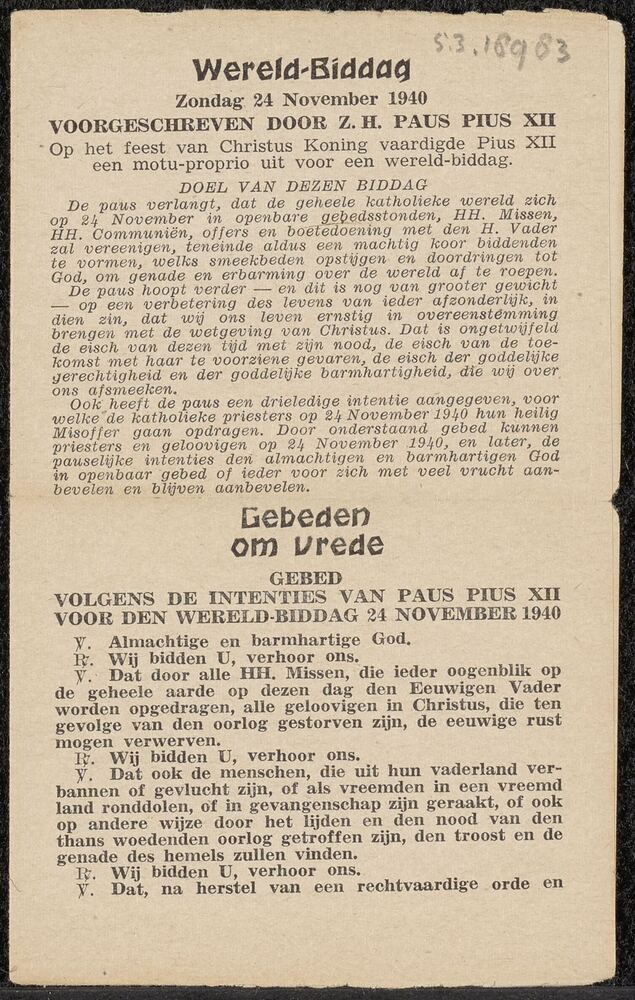 5.3.18983
Wereld-Biddag
Zondag 24 November 1940
VOORGESCHREVEN DOOR Z. H. PAUS PIUS XII
Op het feest van Christus Koning vaardigde Pius XII
een motu-proprio uit voor een wereld-biddag.
DOEL VAN DEZEN BIDDAG
De paus verlangt, dat de geheele katholieke wereld zich
op 24 November in openbare gebedsstonden, HH. Missen,
HH. Communiën, offers en boetedoening met den H. Vader
zal vereenigen, teneinde aldus een machtig koor biddenden
te vormen, welks smeekbeden opstijgen en doordringen tot
God, om genade en erbarming over de wereld af te roepen.
De paus hoopt verder — en dit is nog van grooter gewicht
— op een verbetering des levens van ieder afzonderlijk, in
dien zin, dat wij ons leven ernstig in overeenstemming
brengen met de wetgeving van Christus. Dat is ongetwijfeld
de eisch van dezen tijd met zijn nood, de eisch van de toe-
komst met haar te voorziene gevaren, de eisch der goddelijke
gerechtigheid en der goddelijke barmhartigheid, die wij over
ons afsmeeken.
Ook heeft de paus een drieledige intentie aangegeven, voor
welke de katholieke priesters op 24 November 1940 hun heilig
Misoffer gaan opdragen. Door onderstaand gebed kunnen
priesters en geloovigen op 24 November 1940, en later, de
pauselijke intenties den almachtigen en barmhartigen God
in openbaar gebed of ieder voor zich met veel vrucht aan-
bevelen en blijven aanbevelen.
Gebeden
om Vrede
GEBED
VOLGENS DE INTENTIES VAN PAUS PIUS XII
VOOR DEN WERELD-BIDDAG 24 NOVEMBER 1940
℣. Almachtige en barmhartige God.
℟. Wij bidden U, verhoor ons.
℣. Dat door alle HH. Missen, die ieder oogenblik op
de geheele aarde op dezen dag den Eeuwigen Vader
worden opgedragen, alle geloovigen in Christus, die ten
gevolge van den oorlog gestorven zijn, de eeuwige rust
mogen verwerven.
℟. Wij bidden U, verhoor ons.
℣. Dat ook de menschen, die uit hun vaderland ver-
bannen of gevlucht zijn, of als vreemden in een vreemd
land ronddolen, of in gevangenschap zijn geraakt, of ook
op andere wijze door het lijden en den nood van den
thans woedenden oorlog getroffen zijn, den troost en de
genade des hemels zullen vinden.
℟. Wij bidden U, verhoor ons.
℣. Dat, na herstel van een rechtvaardige orde en